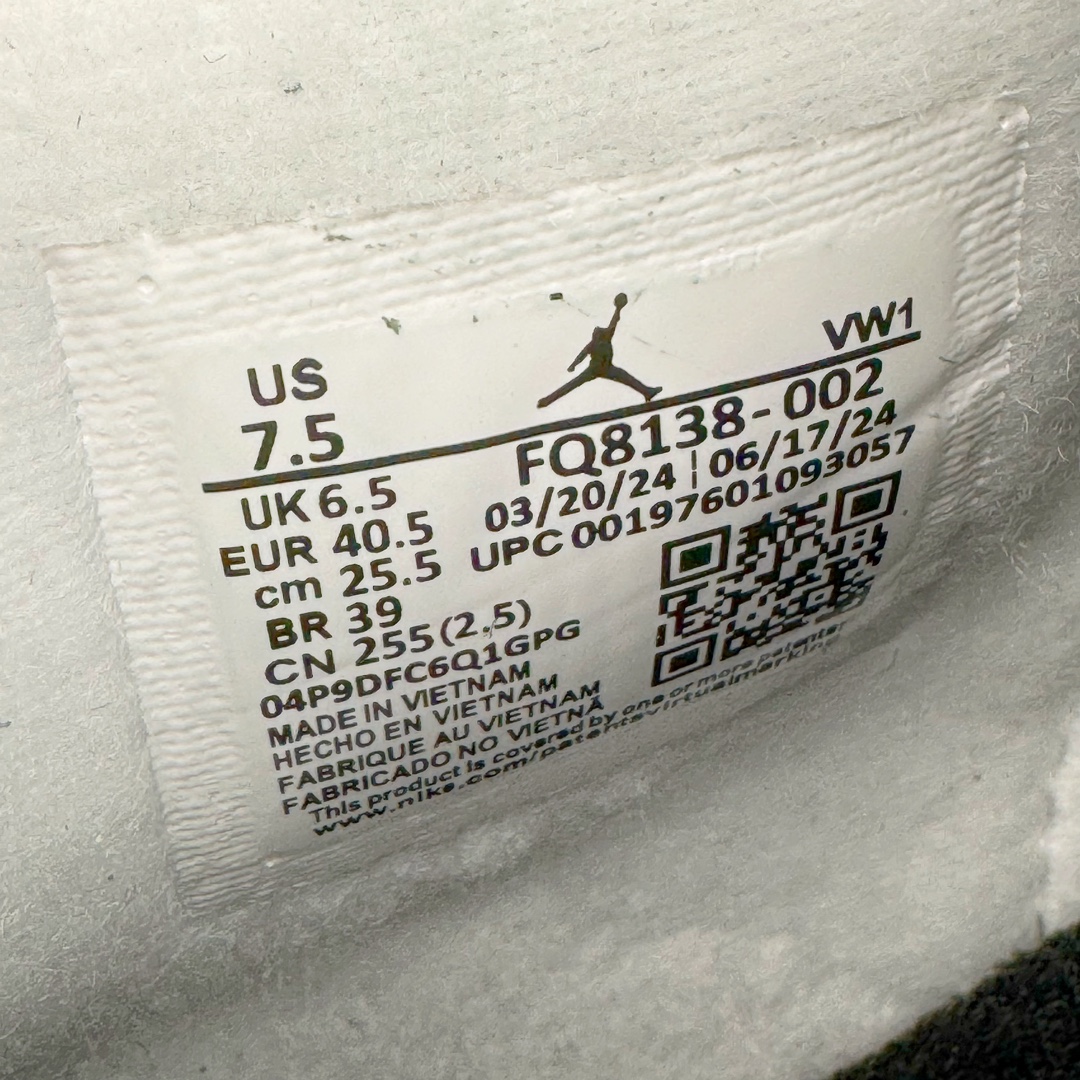 US
7.5
VW1
FQ8138-002
03/20/24 | 06/17/24
UPC 00197601093057
UK 6.5
EUR 40.5
cm 25.5
BR 39
CN 255 (2.5)
04P9DFC6Q1GPG
MADE IN VIETNAM
HECHO EN VIETNAM
FABRIQUE AU VIETNAM
FABRICADO NO VIETNÃ
This product is covered by one or more patents
www.nike.com/patentsvirtualmarking